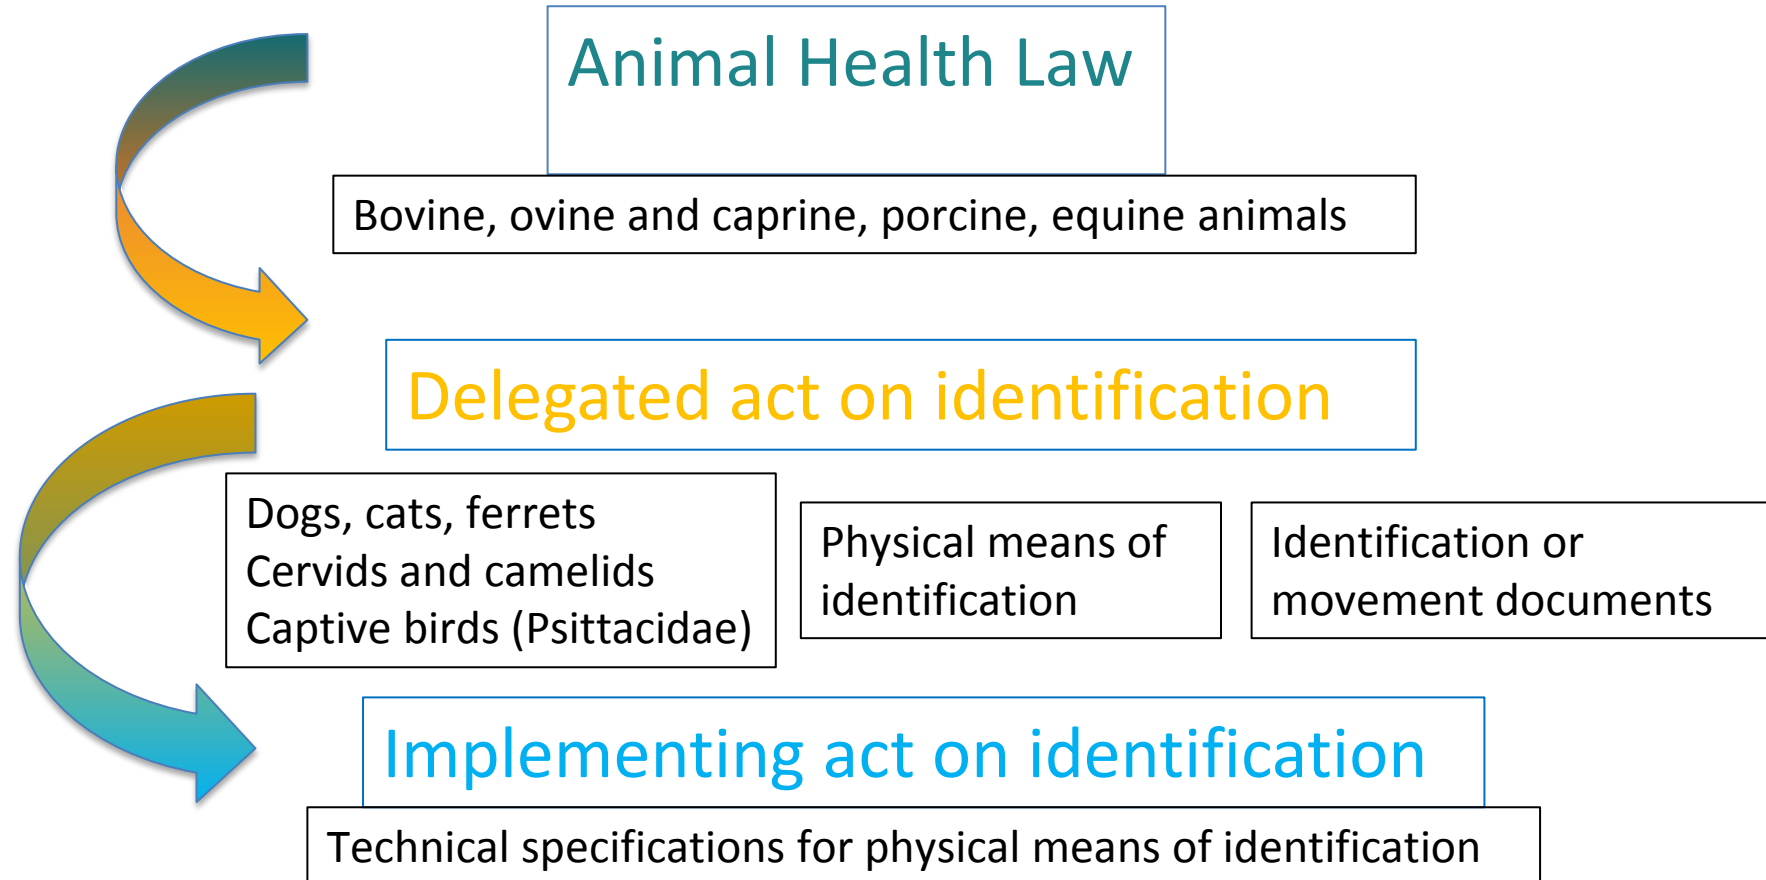 Animal Health Law
Bovine, ovine and caprine, porcine, equine animals
Delegated act on identification
Dogs, cats, ferrets
Cervids and camelids
Captive birds (Psittacidae)
Physical means of
identification
Identification or
movement documents
Implementing act on identification
Technical specifications for physical means of identification